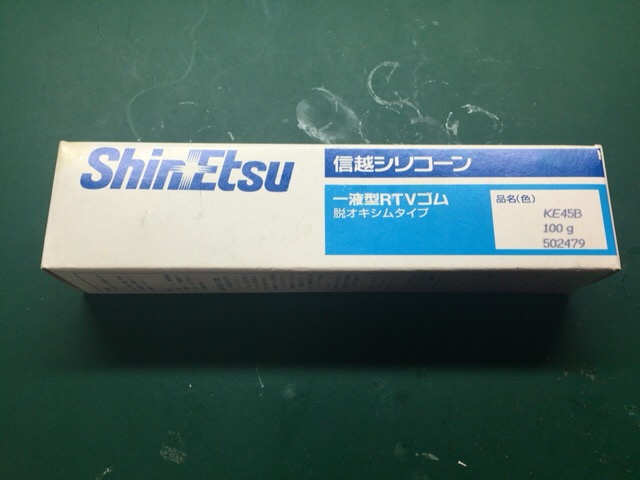 ShinEtsu
信越シリコーン
一液型RTVゴム
脱オキシムタイプ
品名(色)
KE45B
100 g
502479